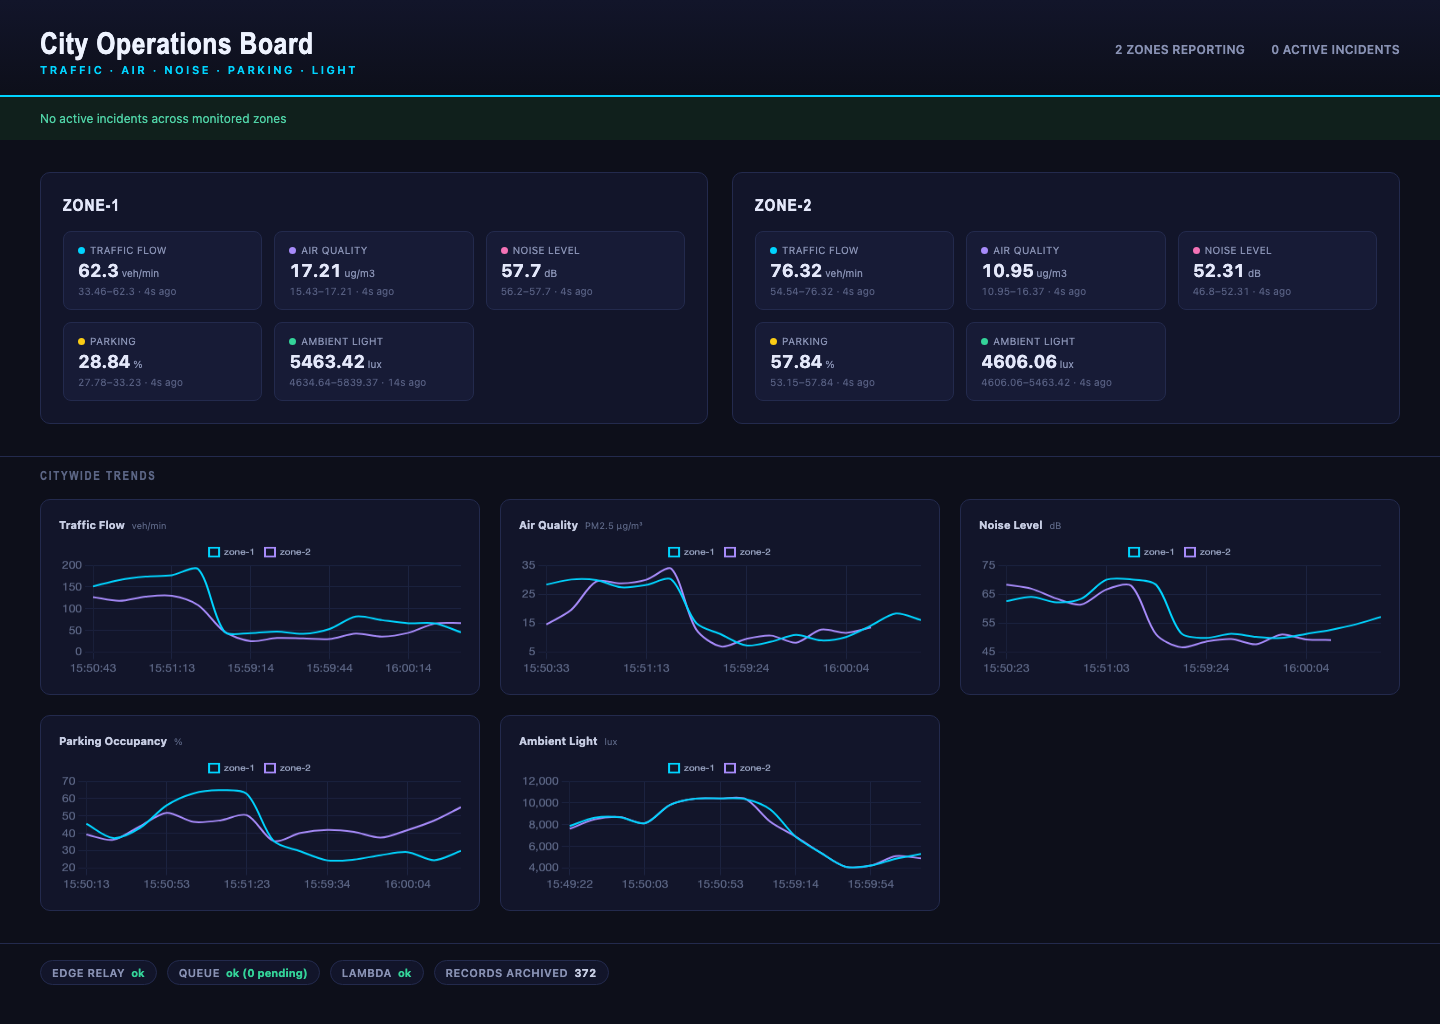 City Operations Board
TRAFFIC · AIR · NOISE · PARKING · LIGHT
2 ZONES REPORTING
0 ACTIVE INCIDENTS
No active incidents across monitored zones
ZONE-1
TRAFFIC FLOW
62.3 veh/min
33.46–62.3 · 4s ago
AIR QUALITY
17.21 ug/m3
15.43–17.21 · 4s ago
NOISE LEVEL
57.7 dB
56.2–57.7 · 4s ago
PARKING
28.84 %
27.78–33.23 · 4s ago
AMBIENT LIGHT
5463.42 lux
4634.64–5839.37 · 14s ago
ZONE-2
TRAFFIC FLOW
76.32 veh/min
54.54–76.32 · 4s ago
AIR QUALITY
10.95 ug/m3
10.95–16.37 · 4s ago
NOISE LEVEL
52.31 dB
46.8–52.31 · 4s ago
PARKING
57.84 %
53.15–57.84 · 4s ago
AMBIENT LIGHT
4606.06 lux
4606.06–5463.42 · 4s ago
CITYWIDE TRENDS
Traffic Flow veh/min
zone-1 zone-2
200
150
100
50
0
15:50:43 15:51:13 15:59:14 15:59:44 16:00:14
Air Quality PM2.5 µg/m³
zone-1 zone-2
35
25
15
5
15:50:33 15:51:13 15:59:24 16:00:04
Noise Level dB
zone-1 zone-2
75
65
55
45
15:50:23 15:51:03 15:59:24 16:00:04
Parking Occupancy %
zone-1 zone-2
70
60
50
40
30
20
15:50:13 15:50:53 15:51:23 15:59:34 16:00:04
Ambient Light lux
zone-1 zone-2
12,000
10,000
8,000
6,000
4,000
15:49:22 15:50:03 15:50:53 15:59:14 15:59:54
EDGE RELAY ok
QUEUE ok (0 pending)
LAMBDA ok
RECORDS ARCHIVED 372